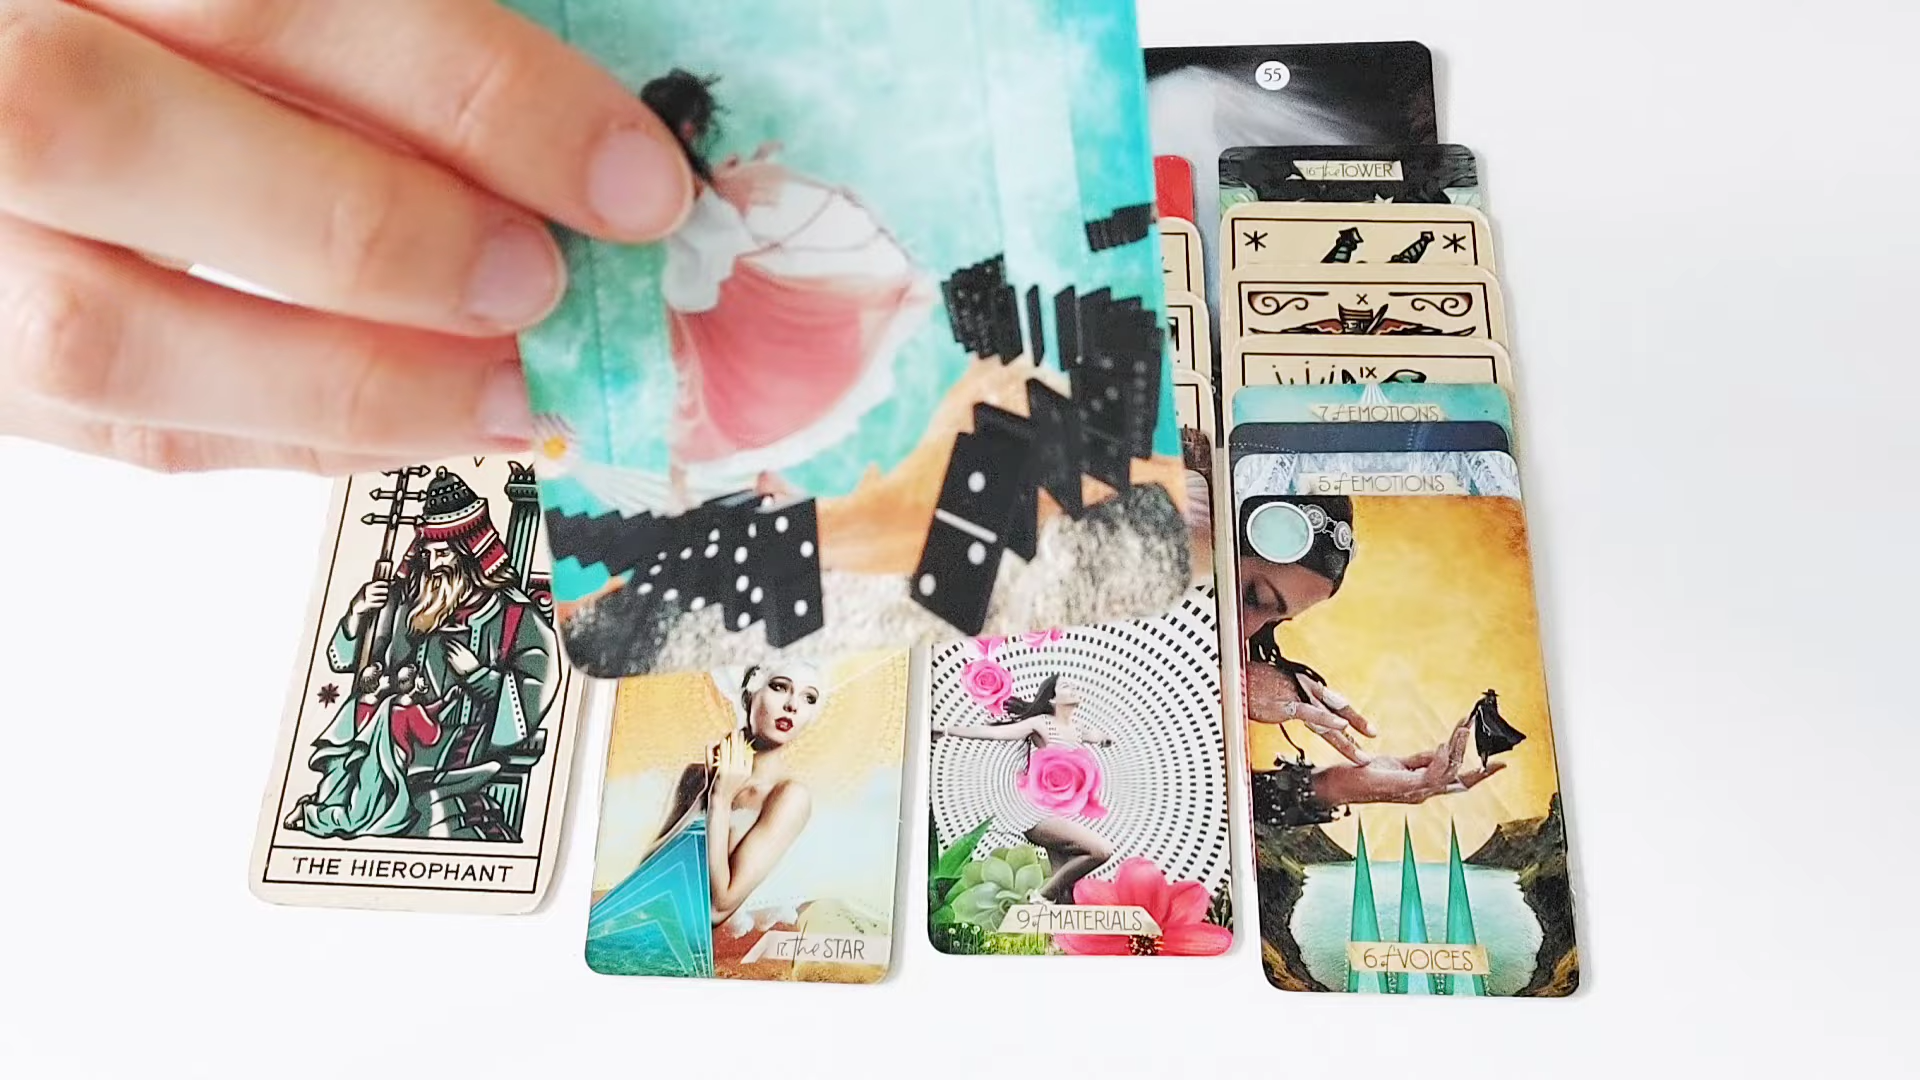 55
16. the TOWER
X
IX
7 of EMOTIONS
5 of EMOTIONS
V
THE HIEROPHANT
17. the STAR
9 of MATERIALS
6 of VOICES